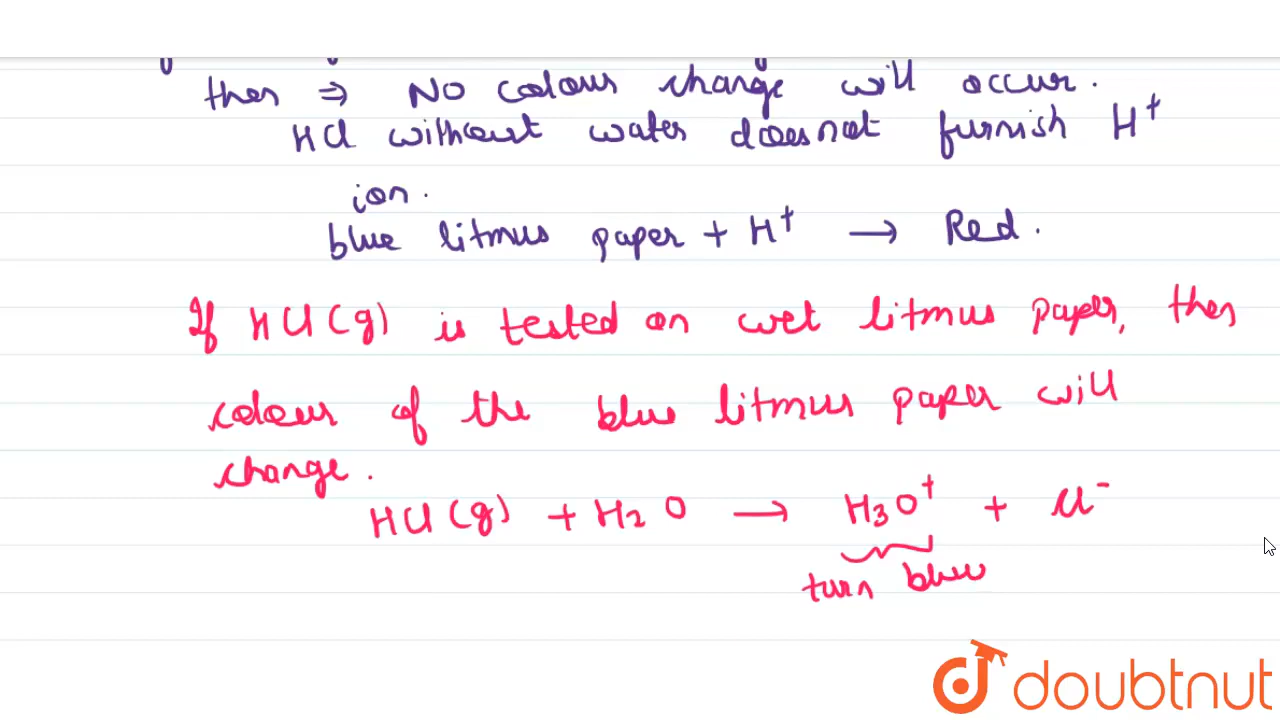 then ⇒ No colour change will occur.
HCl without water doesnot furnish H⁺
ion.
blue litmus paper + H⁺ → Red.
If HCl(g) is tested on wet litmus paper, then
colour of the blue litmus paper will
change.
HCl(g) + H₂O → H₃O⁺ + Cl⁻
turn blue
doubtnut